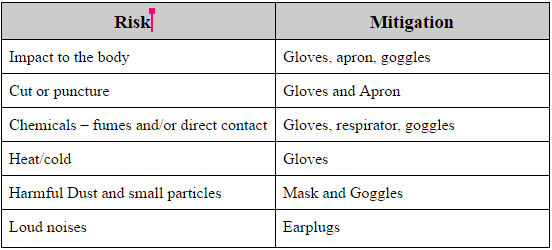 Risk Mitigation
Impact to the body Gloves, apron, goggles
Cut or puncture Gloves and Apron
Chemicals – fumes and/or direct contact Gloves, respirator, goggles
Heat/cold Gloves
Harmful Dust and small particles Mask and Goggles
Loud noises Earplugs